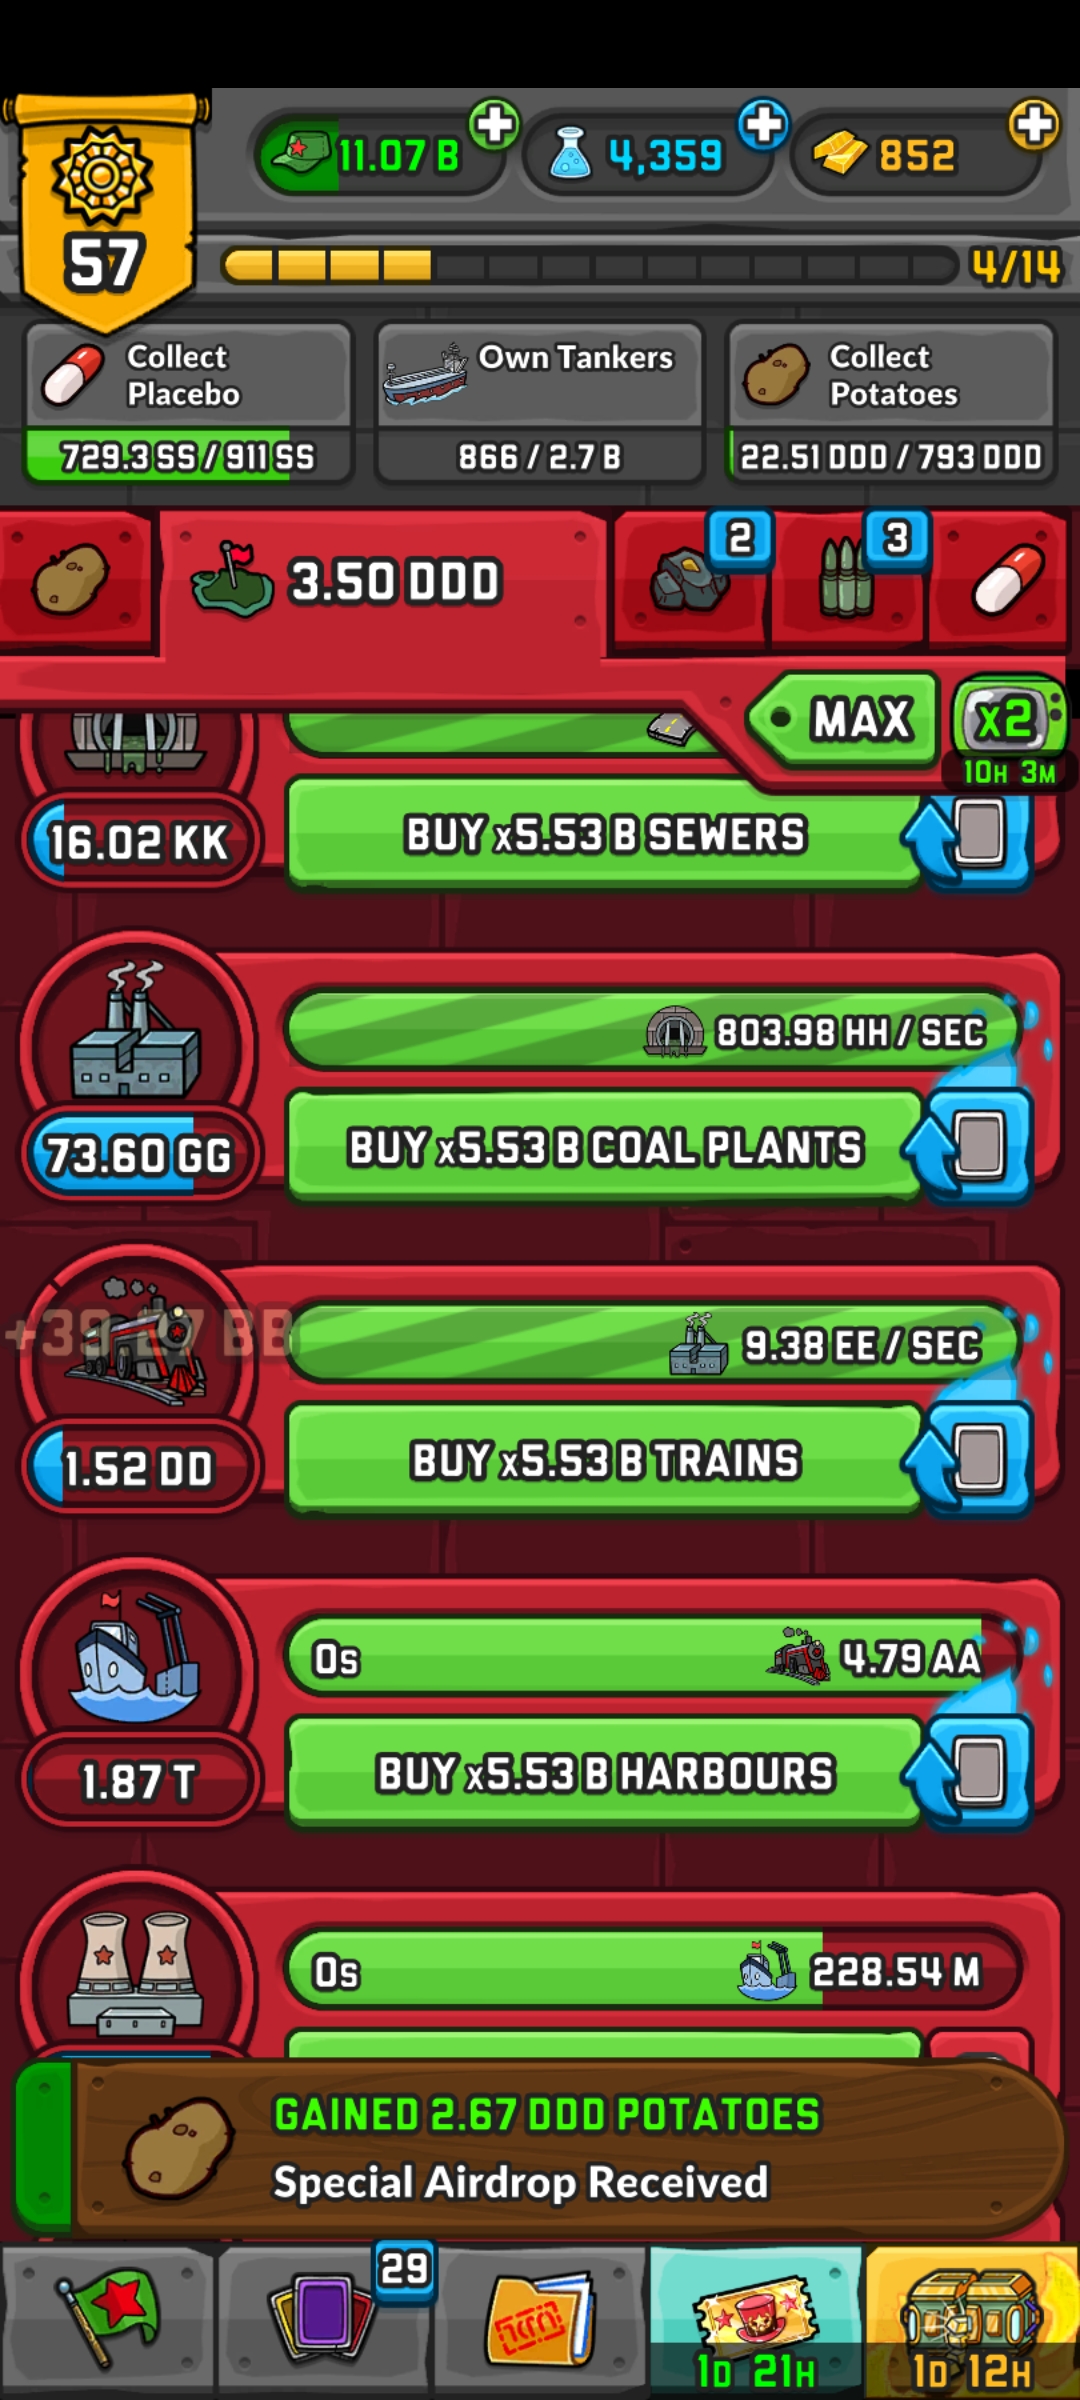 57
11.07 B
4,359
852
4/14
Collect
Placebo
729.3 SS / 911 SS
Own Tankers
866 / 2.7 B
Collect
Potatoes
22.51 DDD / 793 DDD
3.50 DDD
2
3
MAX
x2
10H 3M
16.02 KK
BUY x5.53 B SEWERS
803.98 HH / SEC
73.60 GG
BUY x5.53 B COAL PLANTS
9.38 EE / SEC
1.52 DD
BUY x5.53 B TRAINS
0s
4.79 AA
1.87 T
BUY x5.53 B HARBOURS
0s
228.54 M
GAINED 2.67 DDD POTATOES
Special Airdrop Received
29
1D 21H
1D 12H